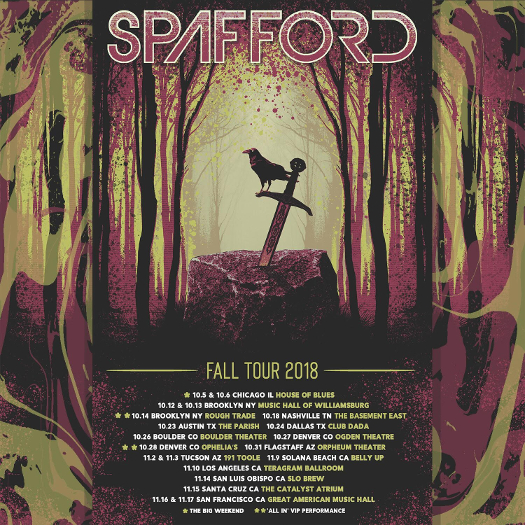 SPAFFORD
FALL TOUR 2018
★ 10.5 & 10.6 CHICAGO IL HOUSE OF BLUES
10.12 & 10.13 BROOKLYN NY MUSIC HALL OF WILLIAMSBURG
★★ 10.14 BROOKLYN NY ROUGH TRADE 10.18 NASHVILLE TN THE BASEMENT EAST
10.23 AUSTIN TX THE PARISH 10.24 DALLAS TX CLUB DADA
10.26 BOULDER CO BOULDER THEATER 10.27 DENVER CO OGDEN THEATRE
★★ 10.28 DENVER CO OPHELIA'S 10.31 FLAGSTAFF AZ ORPHEUM THEATER
11.2 & 11.3 TUCSON AZ 191 TOOLE 11.9 SOLANA BEACH CA BELLY UP
11.10 LOS ANGELES CA TERAGRAM BALLROOM
11.14 SAN LUIS OBISPO CA SLO BREW
11.15 SANTA CRUZ CA THE CATALYST ATRIUM
11.16 & 11.17 SAN FRANCISCO CA GREAT AMERICAN MUSIC HALL
★ THE BIG WEEKEND ★★ 'ALL IN' VIP PERFORMANCE